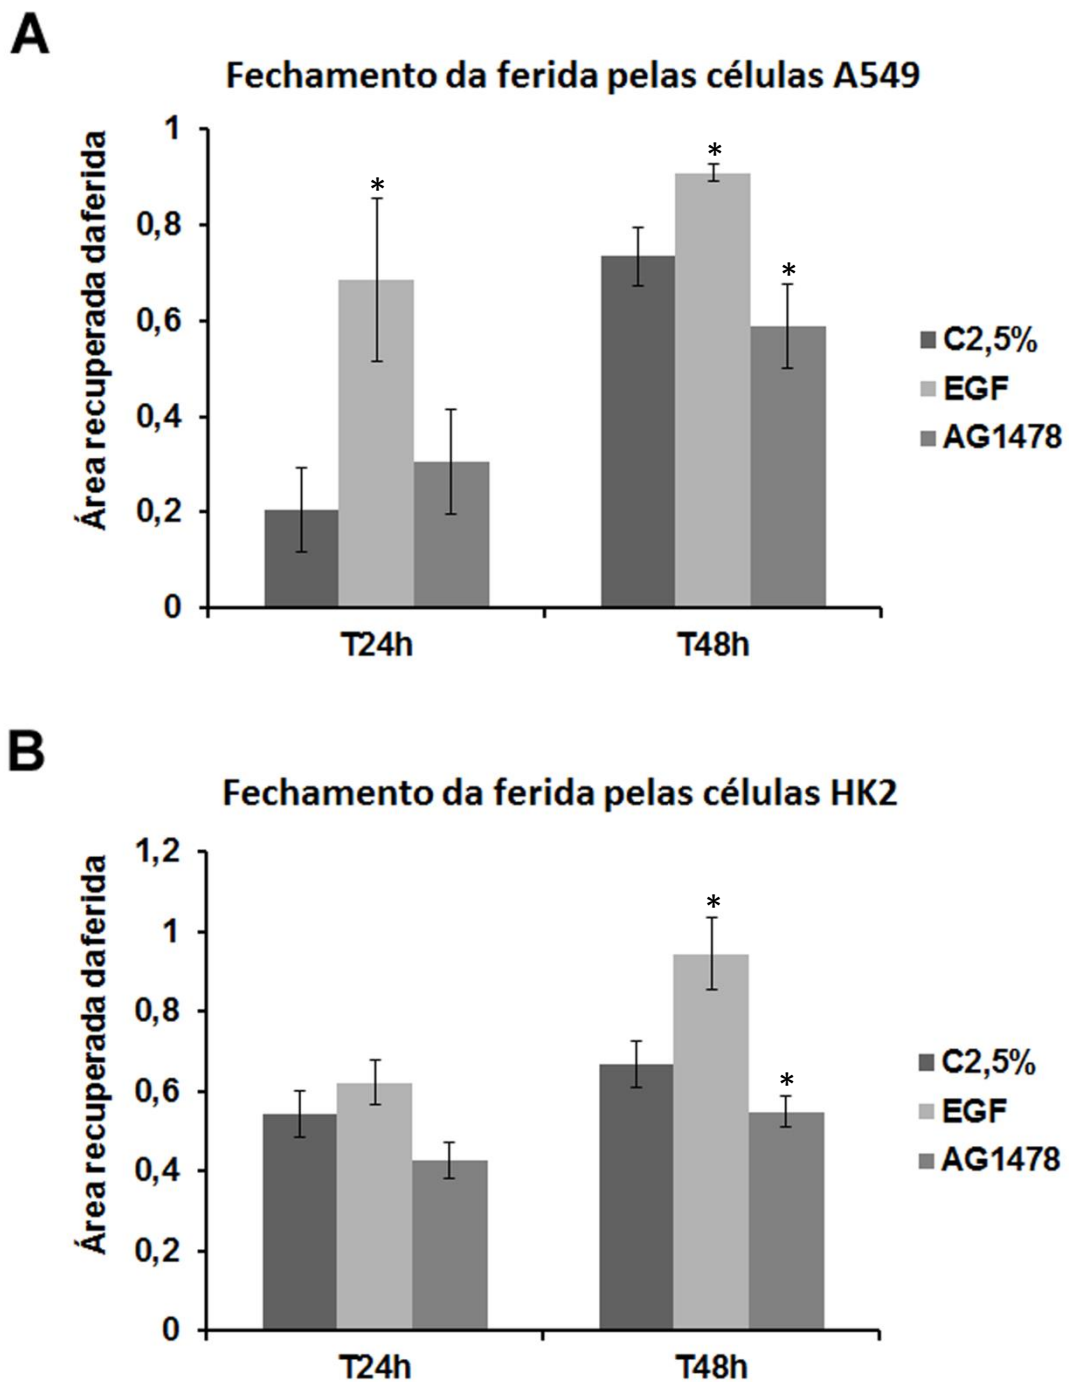 A
Fechamento da ferida pelas células A549
Área recuperada daferida
1
0,8
0,6
0,4
0,2
0
*
*
*
T24h
T48h
C2,5%
EGF
AG1478
B
Fechamento da ferida pelas células HK2
Área recuperada daferida
1,2
1
0,8
0,6
0,4
0,2
0
*
*
T24h
T48h
C2,5%
EGF
AG1478